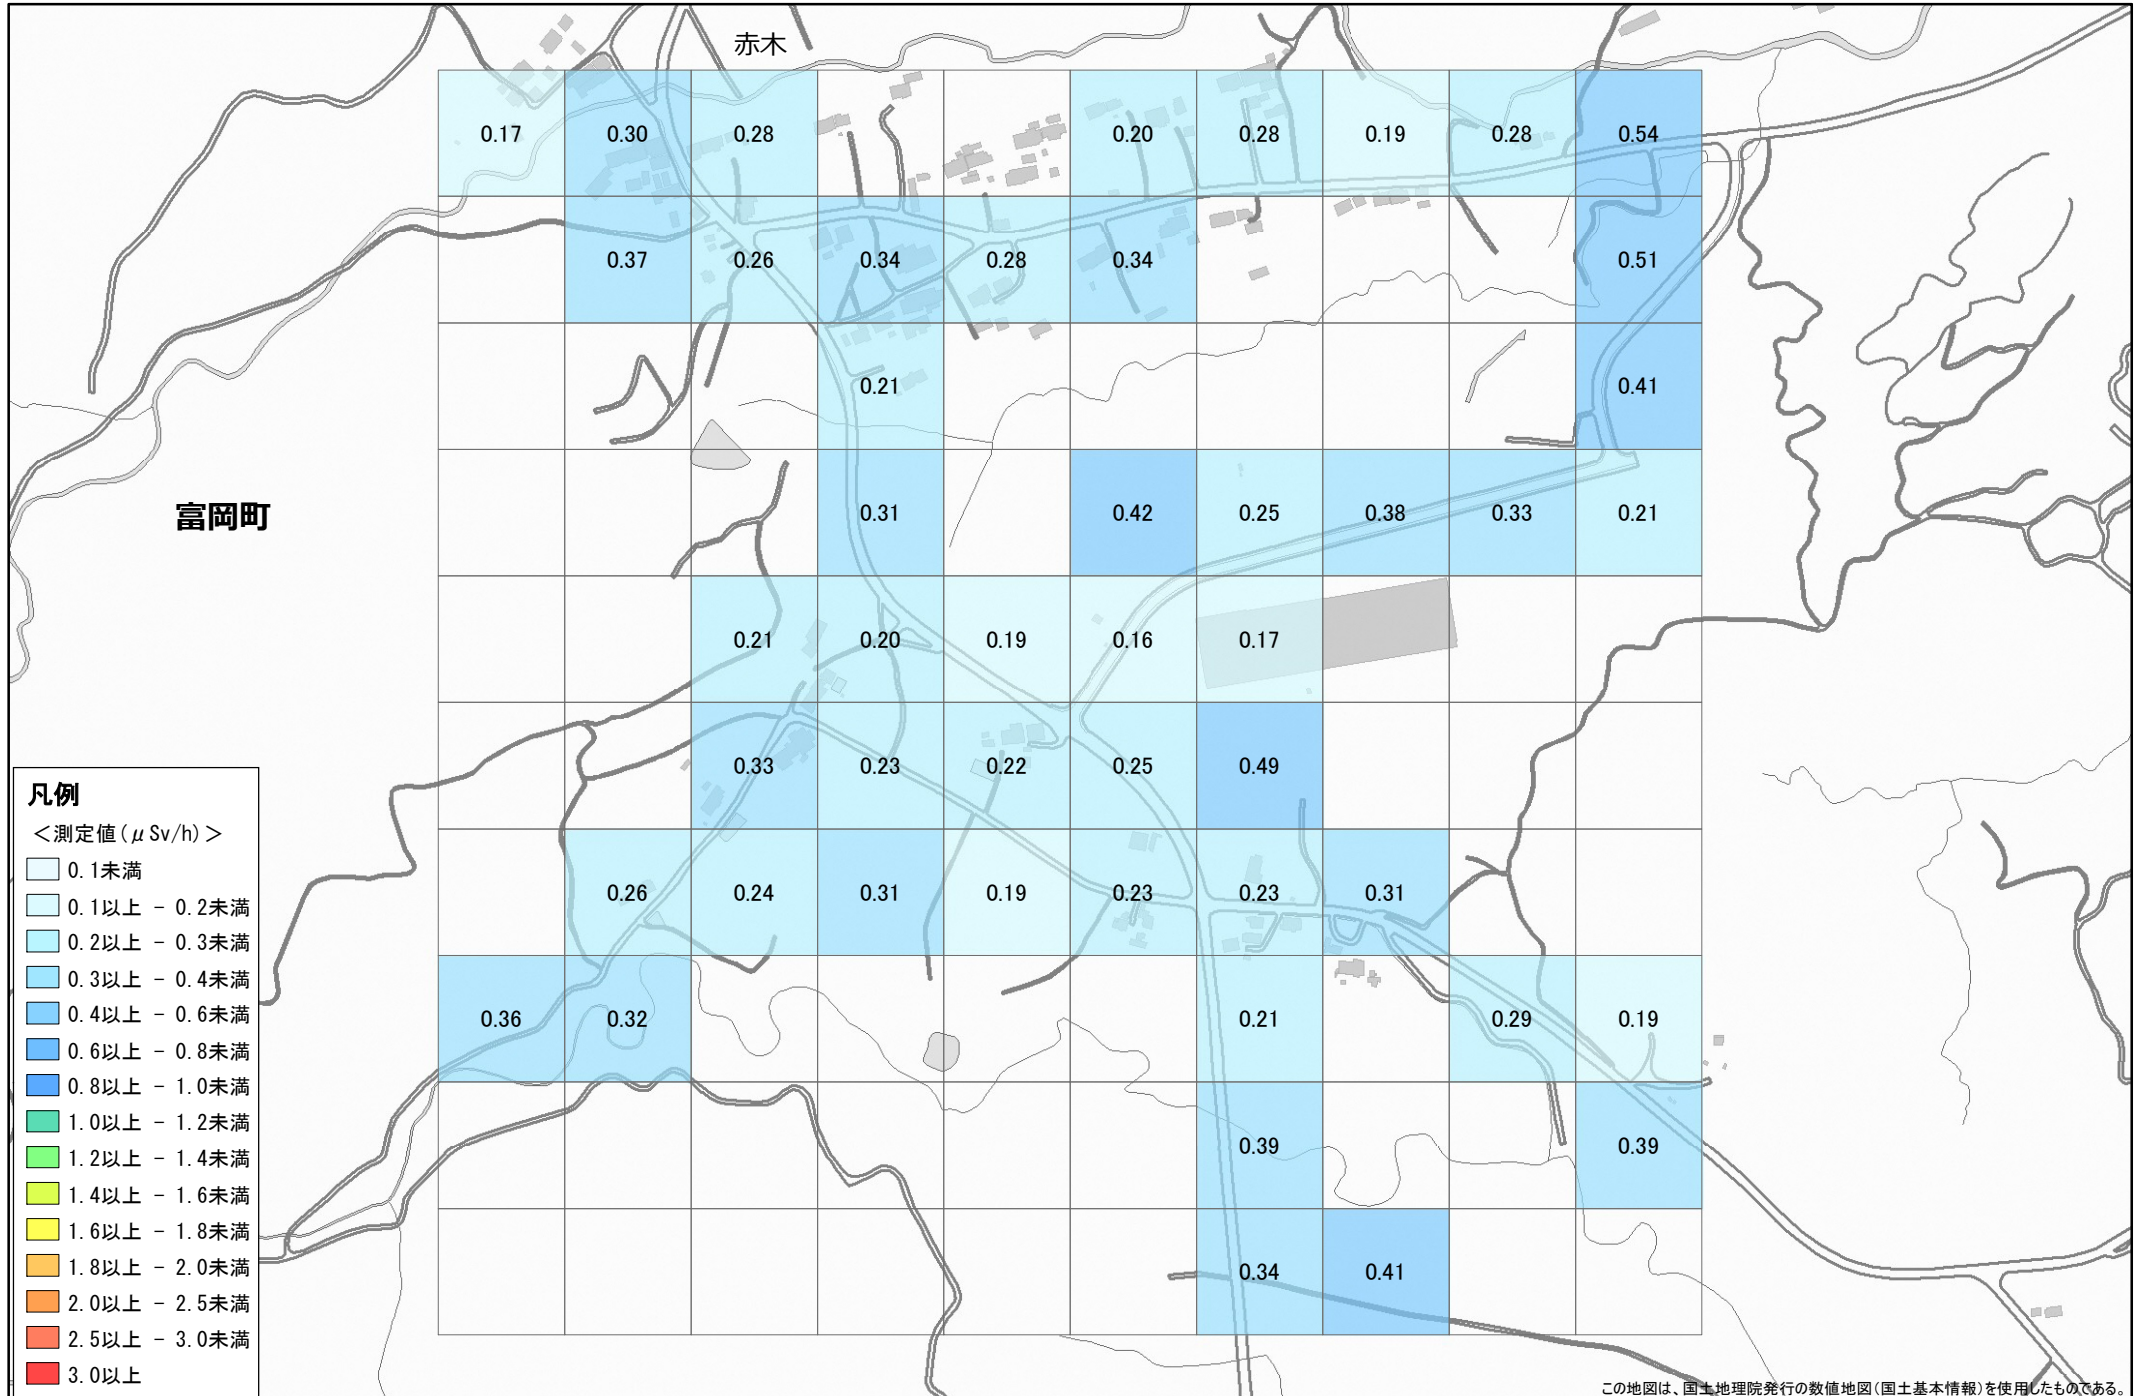 赤木
0.17 0.30 0.28 0.20 0.28 0.19 0.28 0.54
0.37 0.26 0.34 0.28 0.34 0.51
0.21 0.41
富岡町
0.31 0.42 0.25 0.38 0.33 0.21
0.21 0.20 0.19 0.16 0.17
0.33 0.23 0.22 0.25 0.49
0.26 0.24 0.31 0.19 0.23 0.23 0.31
0.36 0.32 0.21 0.29 0.19
0.39 0.39
0.34 0.41
凡例
＜測定値(μSv/h)＞
0.1未満
0.1以上 - 0.2未満
0.2以上 - 0.3未満
0.3以上 - 0.4未満
0.4以上 - 0.6未満
0.6以上 - 0.8未満
0.8以上 - 1.0未満
1.0以上 - 1.2未満
1.2以上 - 1.4未満
1.4以上 - 1.6未満
1.6以上 - 1.8未満
1.8以上 - 2.0未満
2.0以上 - 2.5未満
2.5以上 - 3.0未満
3.0以上
この地図は、国土地理院発行の数値地図(国土基本情報)を使用したものである。